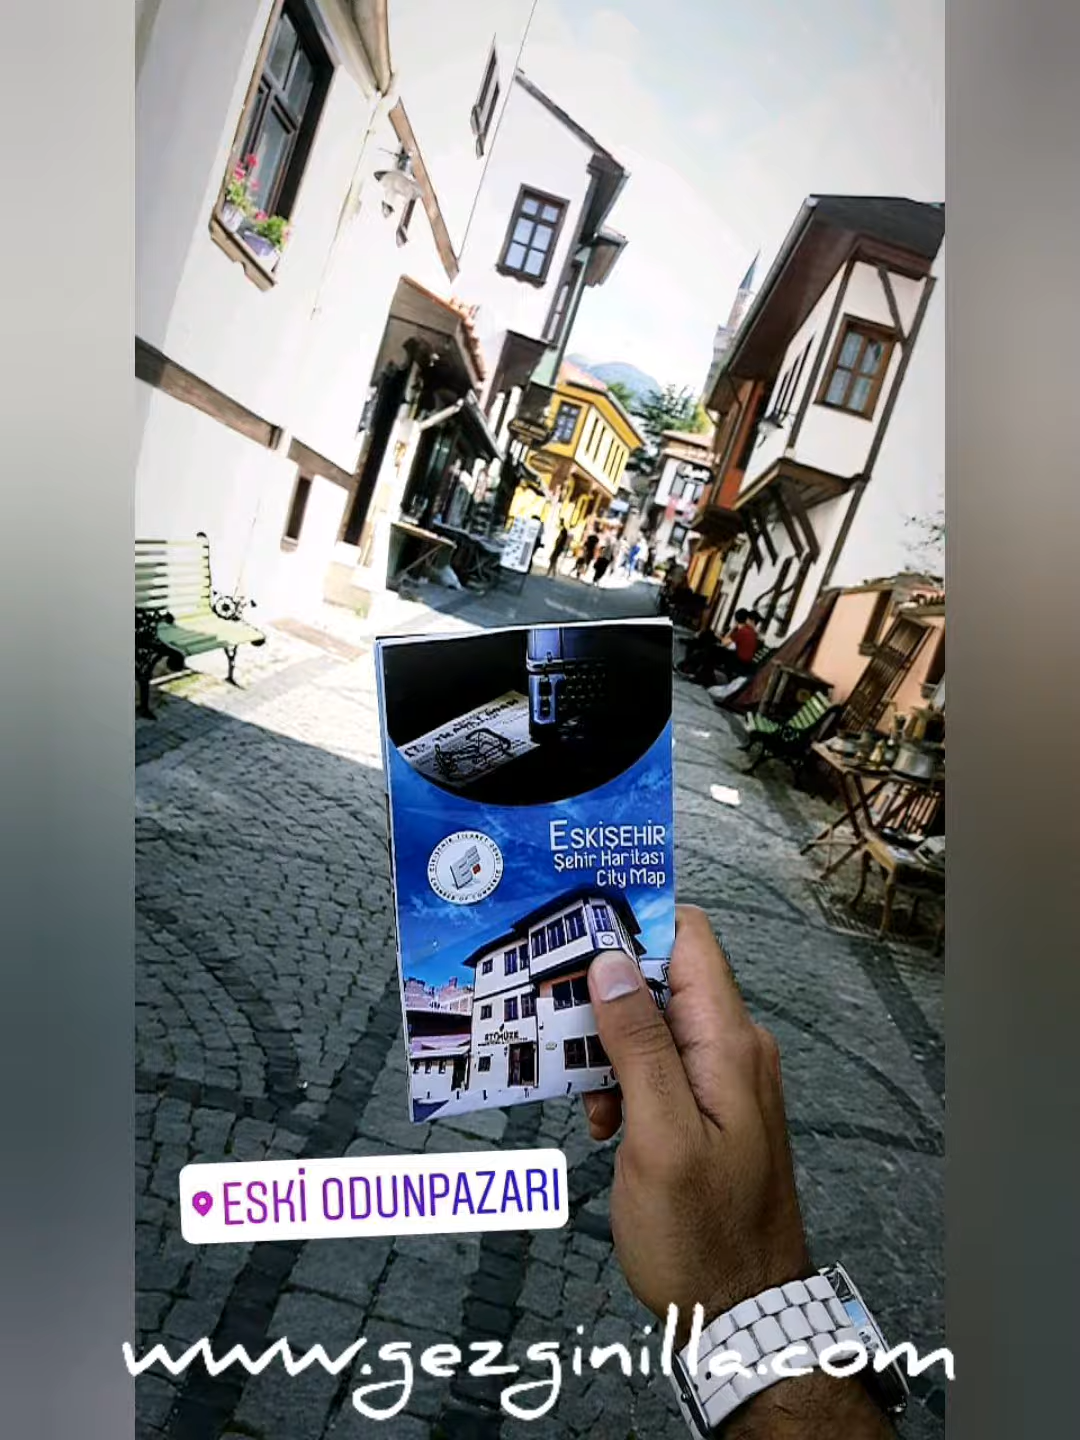 ESKİŞEHİR
Şehir Haritası
City Map
ESKİ ODUNPAZARI
www.gezginilla.com